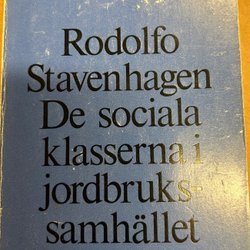 Rodolfo
Stavenhagen
De sociala
klasserna i
jordbruks-
samhället